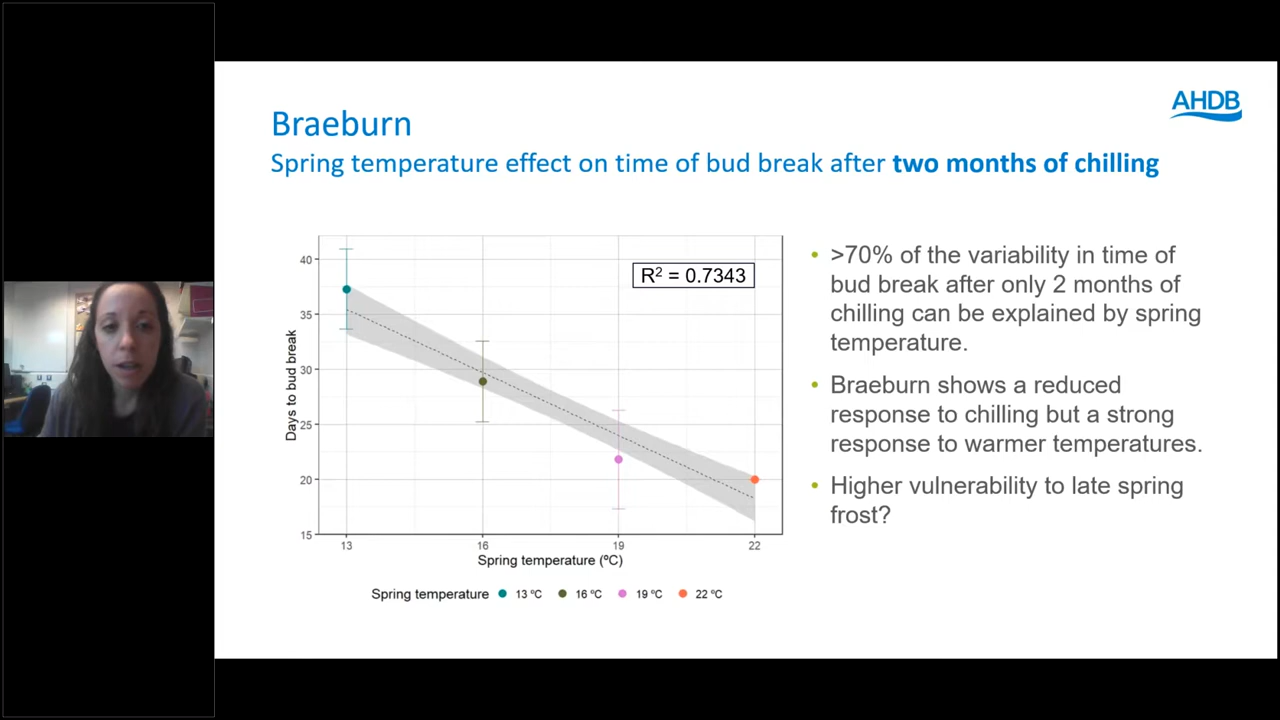 AHDB
Braeburn
Spring temperature effect on time of bud break after two months of chilling
R² = 0.7343
Days to bud break
40
35
30
25
20
15
13 16 19 22
Spring temperature (ºC)
Spring temperature 13 ºC 16 ºC 19 ºC 22 ºC
• >70% of the variability in time of
bud break after only 2 months of
chilling can be explained by spring
temperature.
• Braeburn shows a reduced
response to chilling but a strong
response to warmer temperatures.
• Higher vulnerability to late spring
frost?